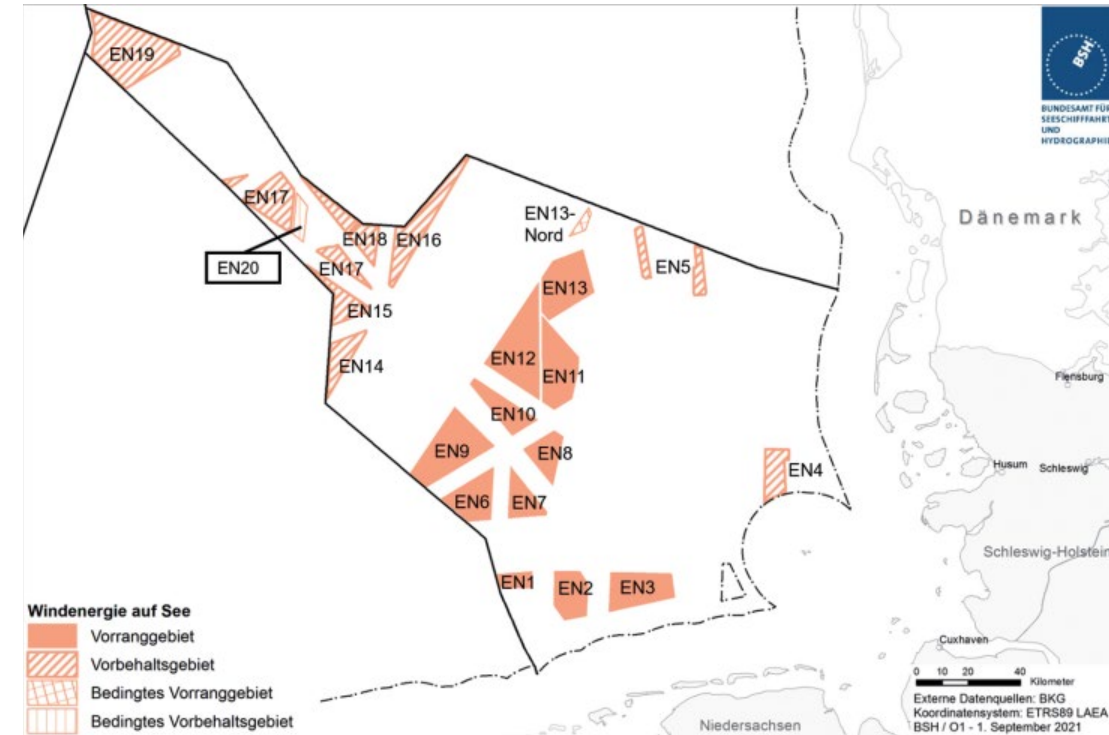 EN19
BSH
BUNDESAMT FÜR
SEESCHIFFFAHRT
UND
HYDROGRAPHIE
EN17
EN13-
Nord
Dänemark
EN18
EN16
EN20
EN17
EN5
EN13
EN15
EN14
EN12
EN11
Flensburg
EN10
EN9
EN8
EN4
Husum
Schleswig
EN6
EN7
Schleswig-Holstein
EN1
EN2
EN3
Windenergie auf See
Vorranggebiet
Vorbehaltsgebiet
Bedingtes Vorranggebiet
Bedingtes Vorbehaltsgebiet
Cuxhaven
0 10 20 40
Kilometer
Externe Datenquellen: BKG
Koordinatensystem: ETRS89 LAEA
BSH / O1 - 1. September 2021
Niedersachsen